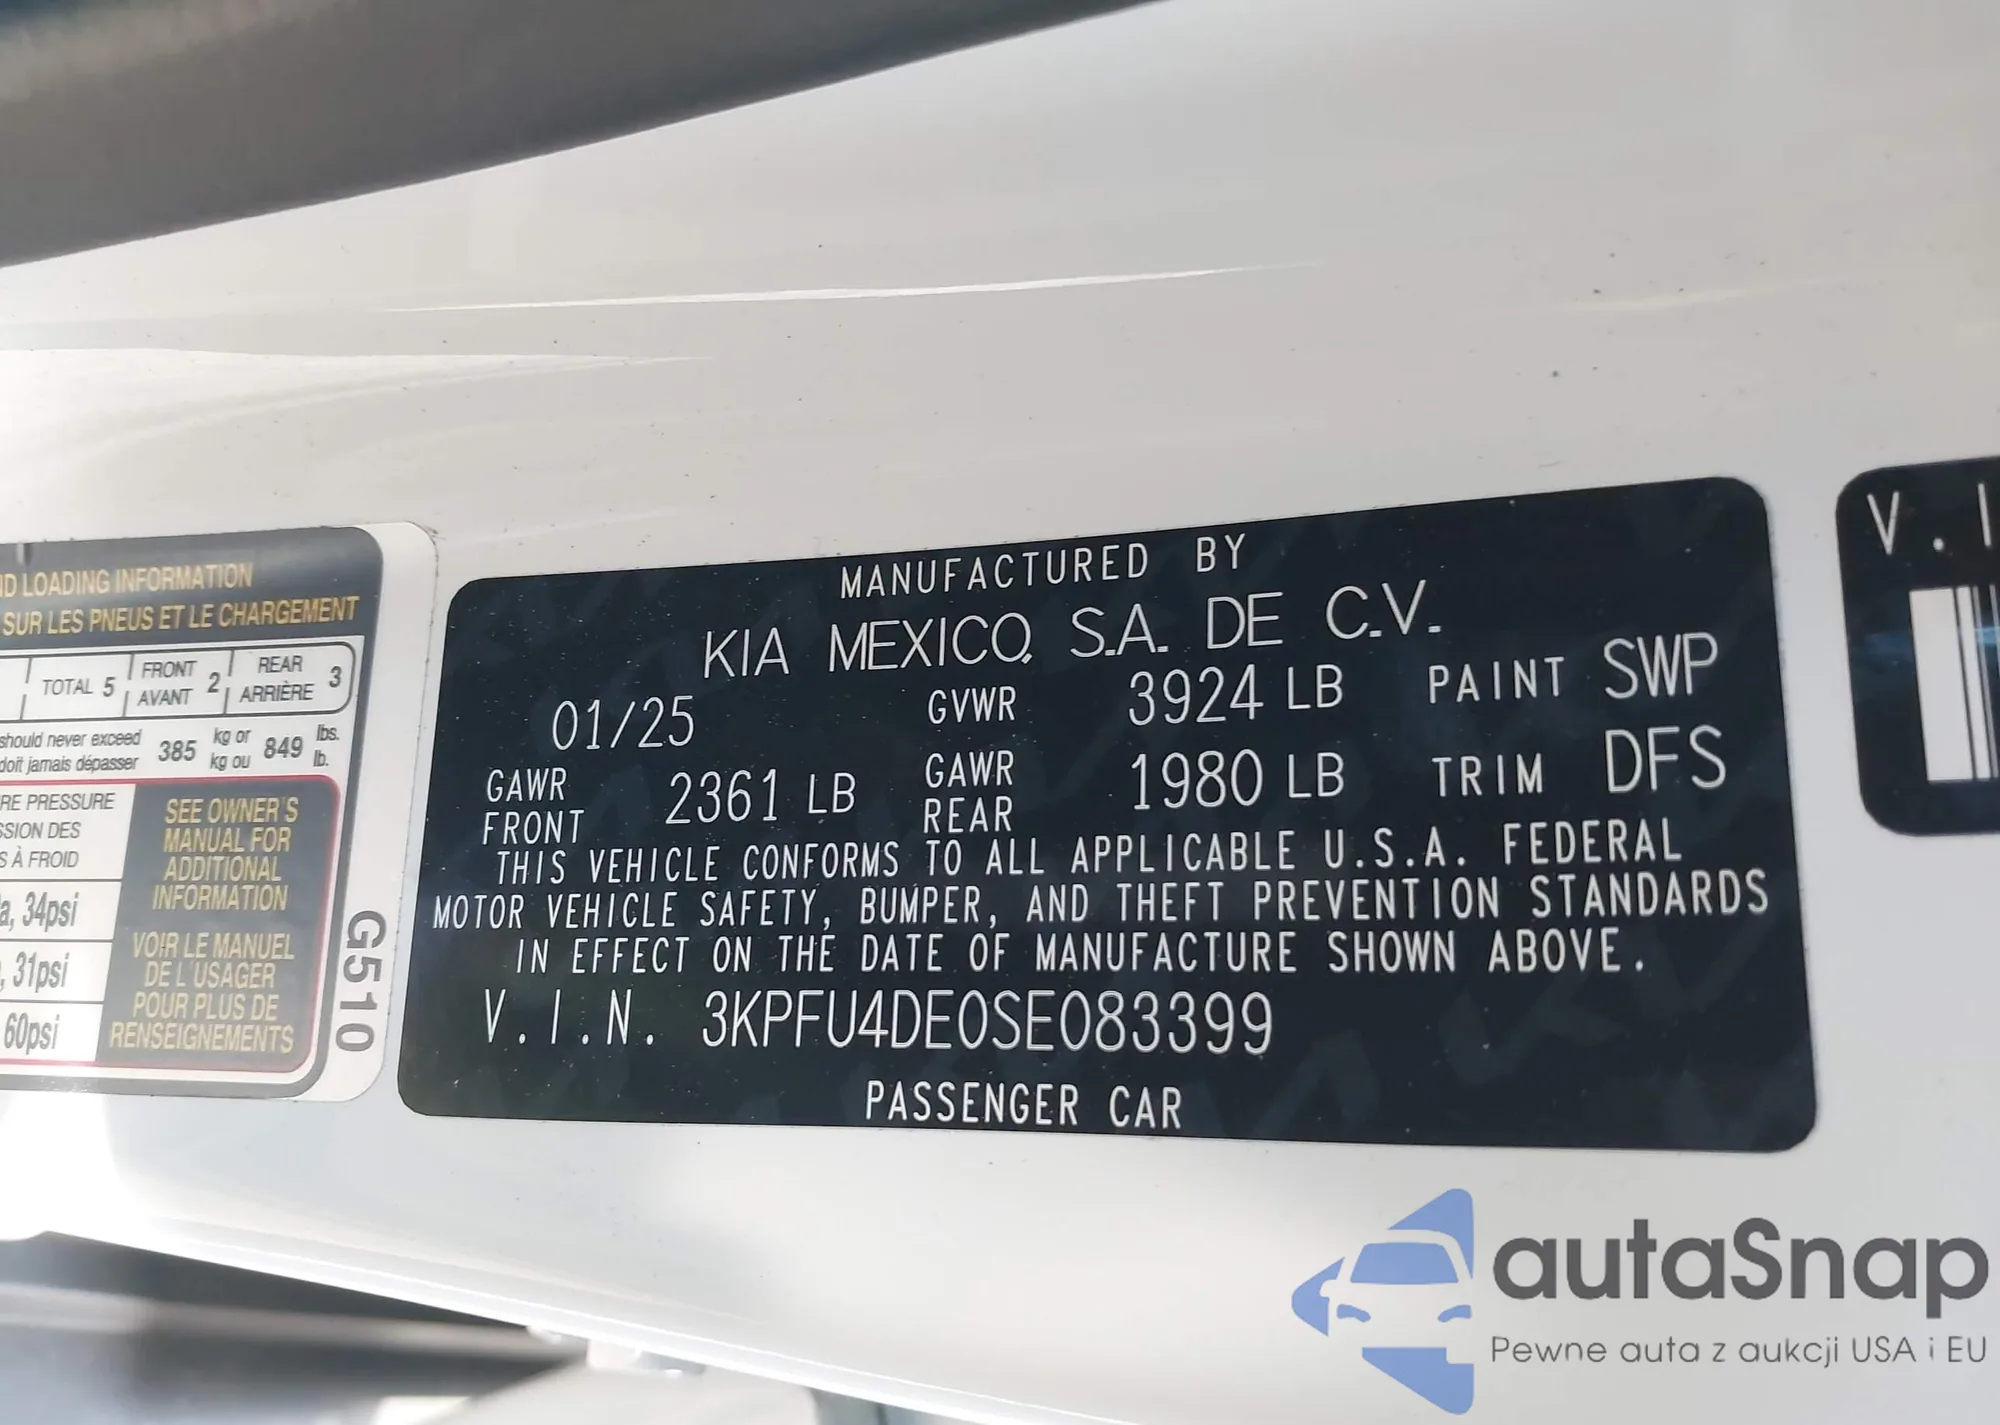 ND LOADING INFORMATION
SUR LES PNEUS ET LE CHARGEMENT
TOTAL 5 FRONT AVANT 2 REAR ARRIÈRE 3
should never exceed 385 kg or 849 lbs.
doit jamais dépasser kg ou lb.
RE PRESSURE
SSION DES
S À FROID
a, 34psi
, 31psi
60psi
SEE OWNER'S
MANUAL FOR
ADDITIONAL
INFORMATION
VOIR LE MANUEL
DE L'USAGER
POUR PLUS DE
RENSEIGNEMENTS
G510
MANUFACTURED BY
KIA MEXICO, S.A. DE C.V.
01/25 GVWR 3924 LB PAINT SWP
GAWR FRONT 2361 LB GAWR REAR 1980 LB TRIM DFS
THIS VEHICLE CONFORMS TO ALL APPLICABLE U.S.A. FEDERAL
MOTOR VEHICLE SAFETY, BUMPER, AND THEFT PREVENTION STANDARDS
IN EFFECT ON THE DATE OF MANUFACTURE SHOWN ABOVE.
V.I.N. 3KPFU4DE0SE083399
PASSENGER CAR
V.I
autaSnap
Pewne auta z aukcji USA i EU